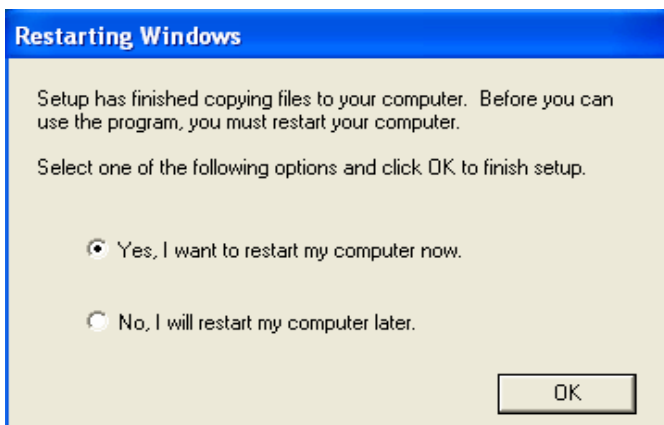 Restarting Windows
Setup has finished copying files to your computer.  Before you can
use the program, you must restart your computer.
Select one of the following options and click OK to finish setup.
Yes, I want to restart my computer now.
No, I will restart my computer later.
OK